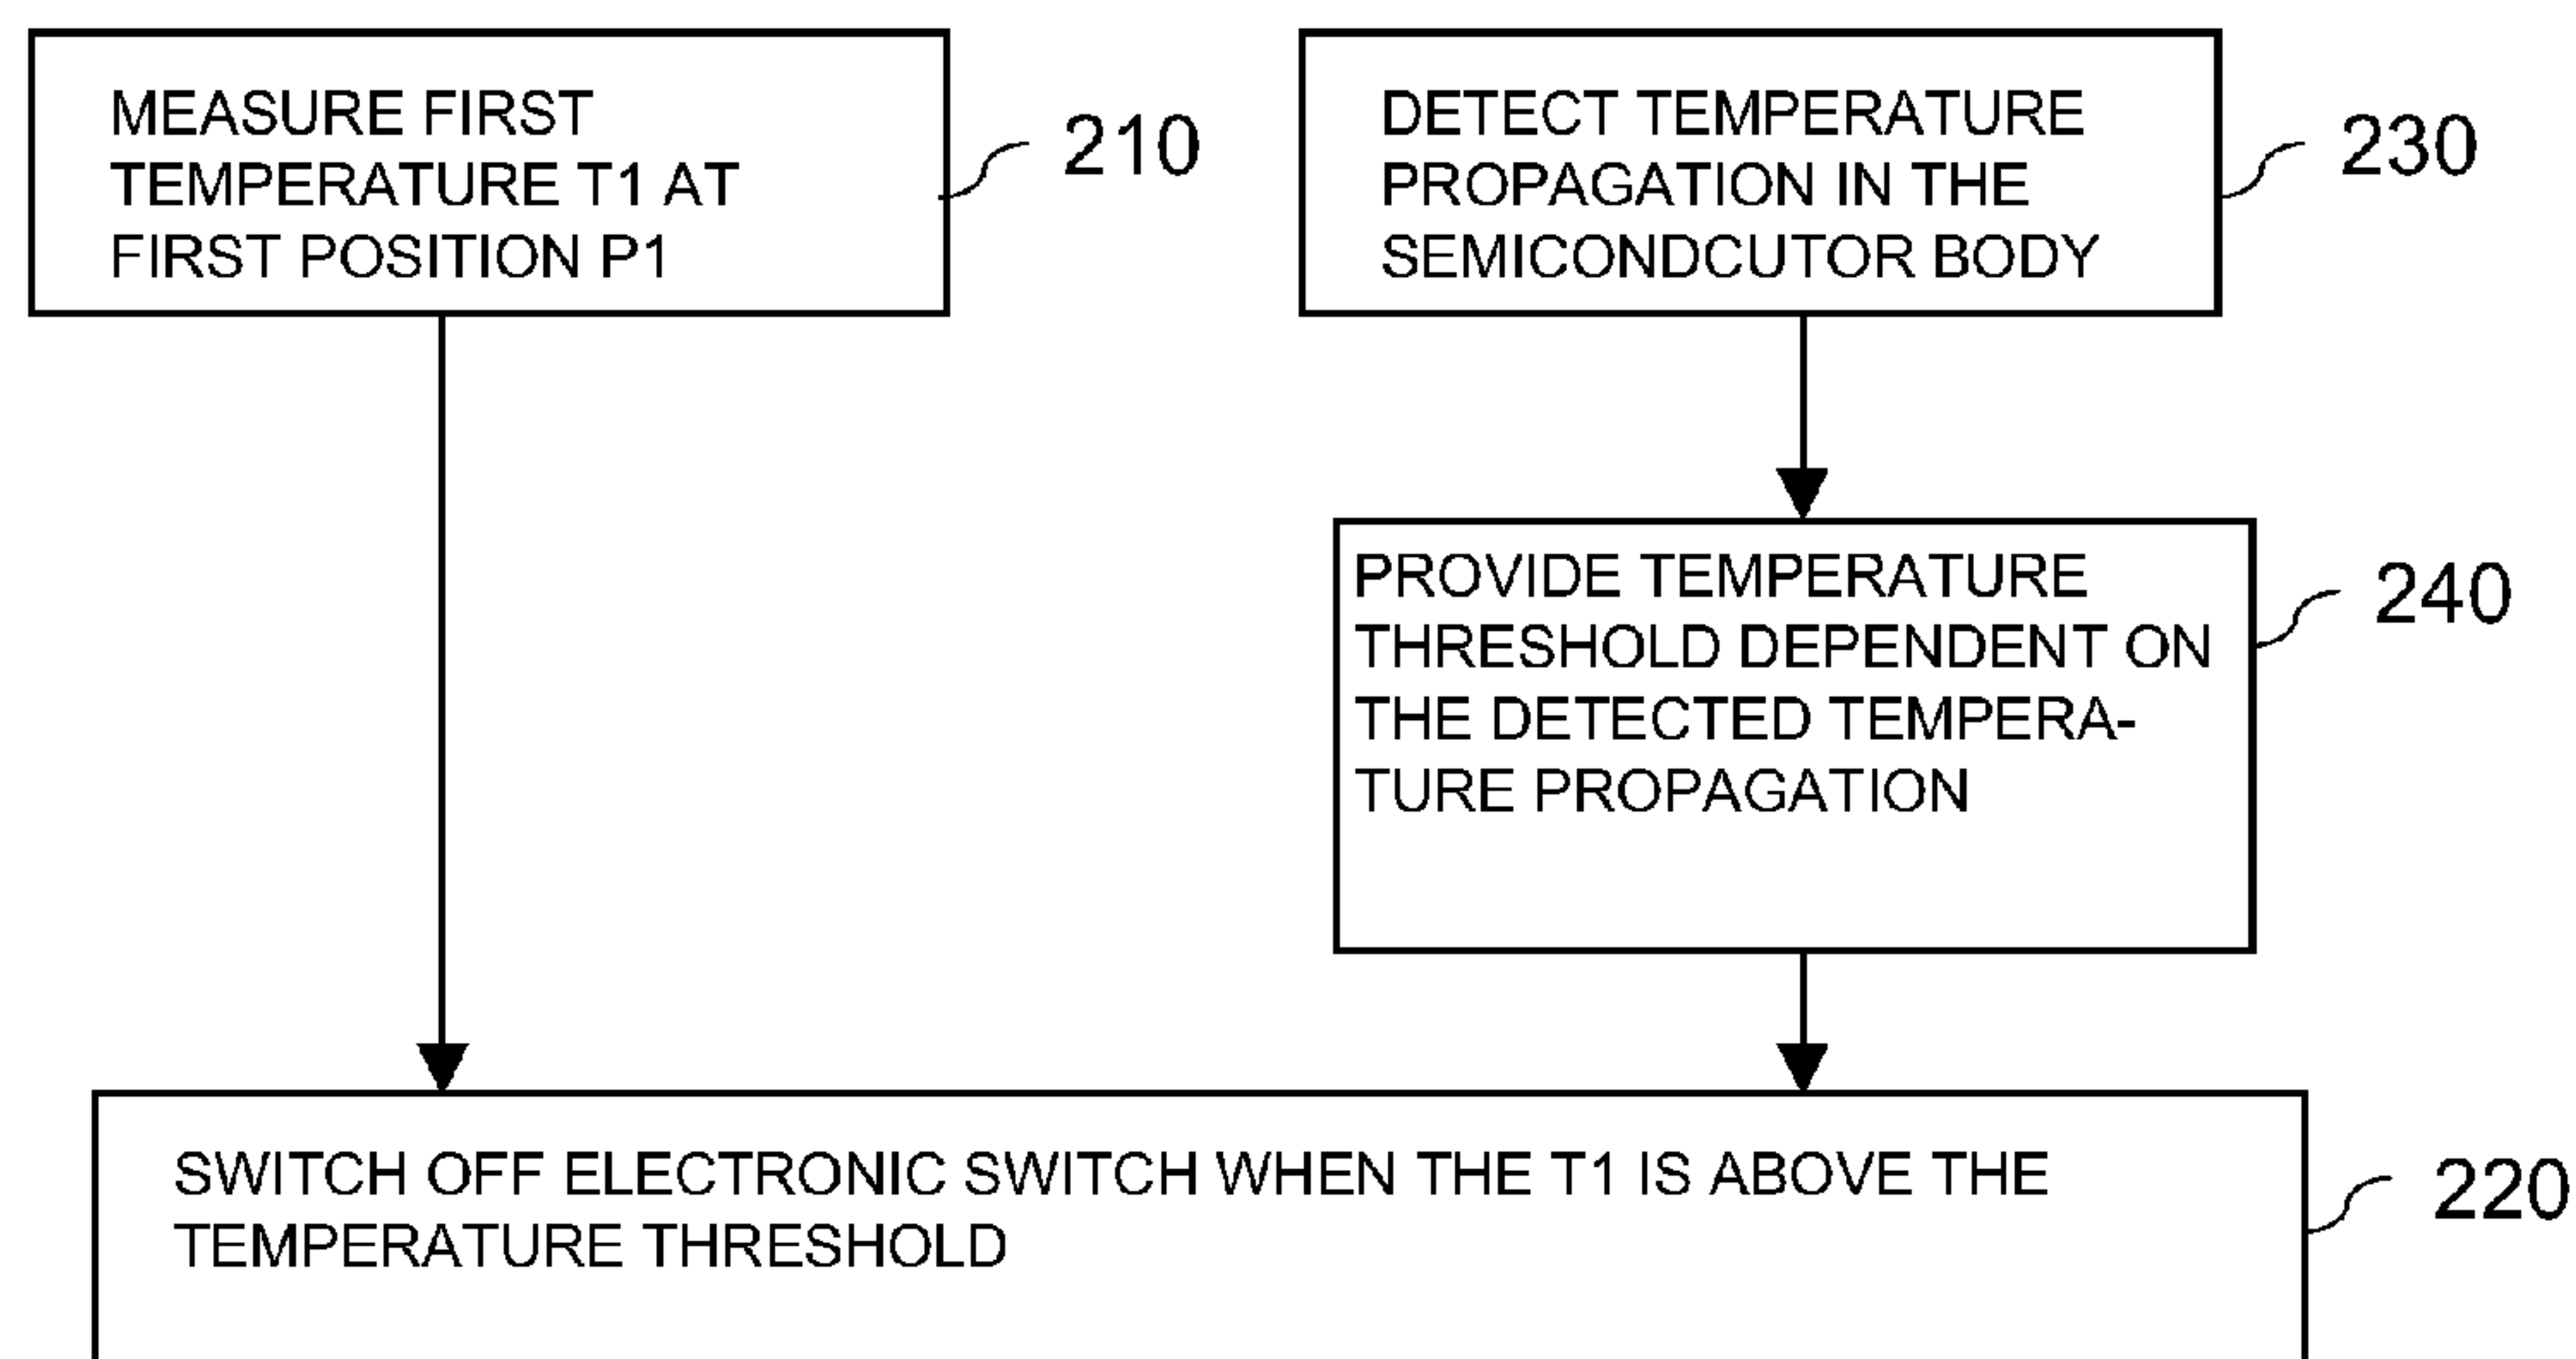 MEASURE FIRST
TEMPERATURE T1 AT
FIRST POSITION P1
210
DETECT TEMPERATURE
PROPAGATION IN THE
SEMICONDCUTOR BODY
230
PROVIDE TEMPERATURE
THRESHOLD DEPENDENT ON
THE DETECTED TEMPERA-
TURE PROPAGATION
240
SWITCH OFF ELECTRONIC SWITCH WHEN THE T1 IS ABOVE THE
TEMPERATURE THRESHOLD
220